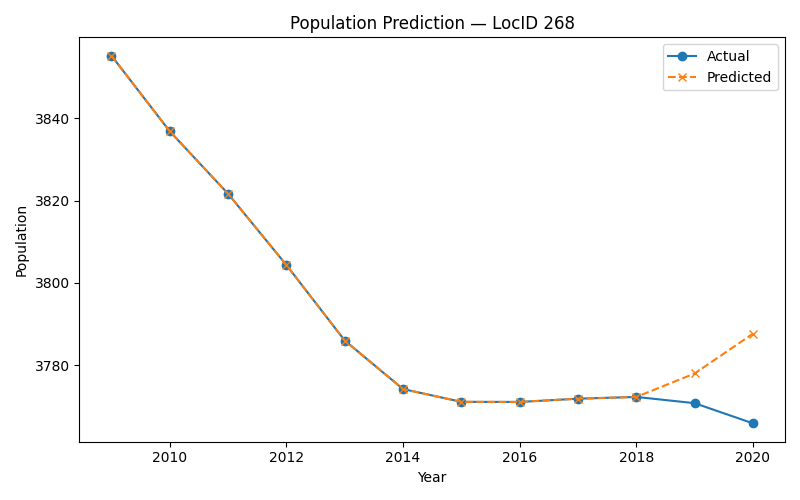 Population Prediction — LocID 268
Actual
Predicted
3840
3820
3800
3780
Population
2010 2012 2014 2016 2018 2020
Year